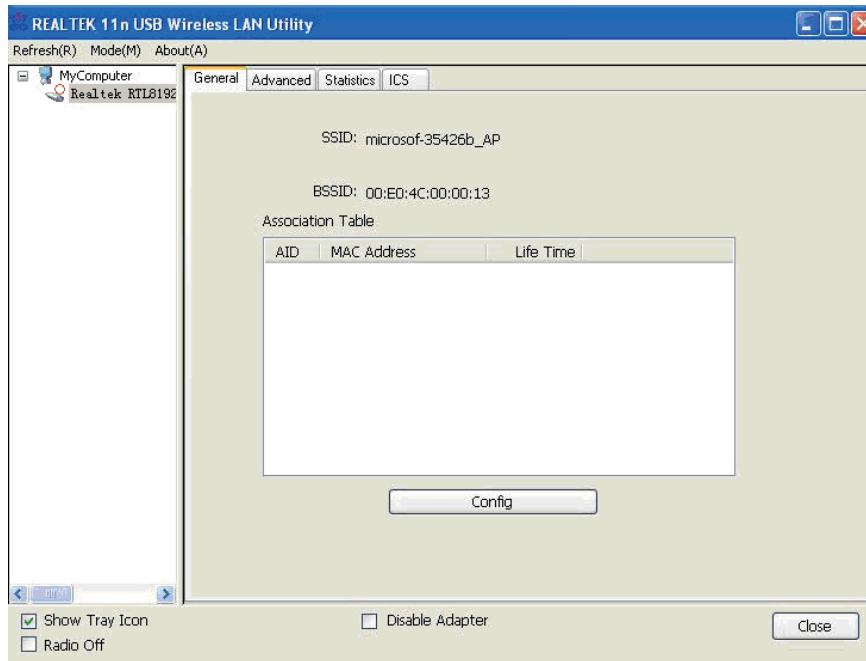 REALTEK 11n USB Wireless LAN Utility
Refresh(R) Mode(M) About(A)
MyComputer
Realtek RTL8192
General Advanced Statistics ICS
SSID: microsof-35426b_AP
BSSID: 00:E0:4C:00:00:13
Association Table
AID MAC Address Life Time
Config
Show Tray Icon
Radio Off
Disable Adapter
Close